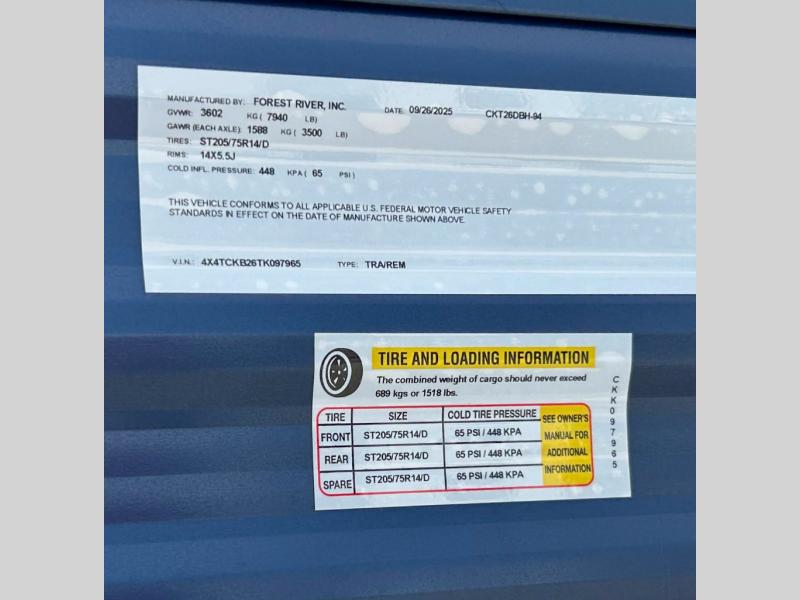 MANUFACTURED BY: FOREST RIVER, INC. DATE: 09/26/2025 CKT26DBH-94
GVWR: 3602 KG ( 7940 LB)
GAWR (EACH AXLE): 1588 KG ( 3500 LB)
TIRES: ST205/75R14/D
RIMS: 14X5.5J
COLD INFL. PRESSURE: 448 KPA ( 65 PSI )
THIS VEHICLE CONFORMS TO ALL APPLICABLE U.S. FEDERAL MOTOR VEHICLE SAFETY
STANDARDS IN EFFECT ON THE DATE OF MANUFACTURE SHOWN ABOVE.
V.I.N.: 4X4TCKB26TK097965 TYPE: TRA/REM
TIRE AND LOADING INFORMATION
The combined weight of cargo should never exceed
689 kgs or 1518 lbs.
TIRE SIZE COLD TIRE PRESSURE
FRONT ST205/75R14/D 65 PSI / 448 KPA
REAR ST205/75R14/D 65 PSI / 448 KPA
SPARE ST205/75R14/D 65 PSI / 448 KPA
SEE OWNER'S
MANUAL FOR
ADDITIONAL
INFORMATION
CKK097965